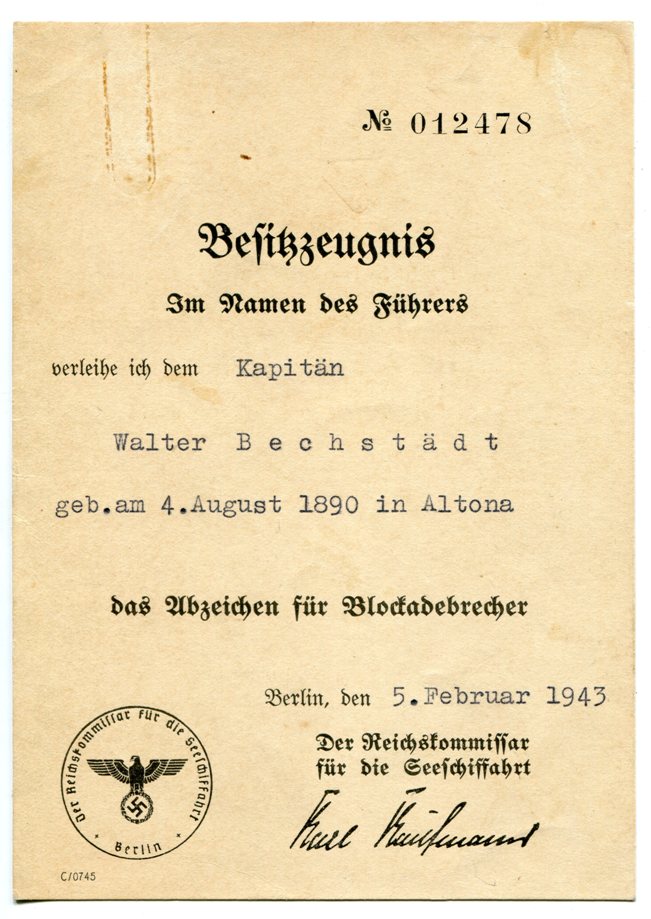 № 012478
Besitzzeugnis
Im Namen des Führers
verleihe ich dem Kapitän
Walter Bechstädt
geb.am 4.August 1890 in Altona
das Abzeichen für Blockadebrecher
Berlin, den 5.Februar 1943
Der Reichskommissar
für die Seeschiffahrt
Karl Kaufmann
Der Reichskommissar für die Seeschiffahrt
* Berlin *
C/0745